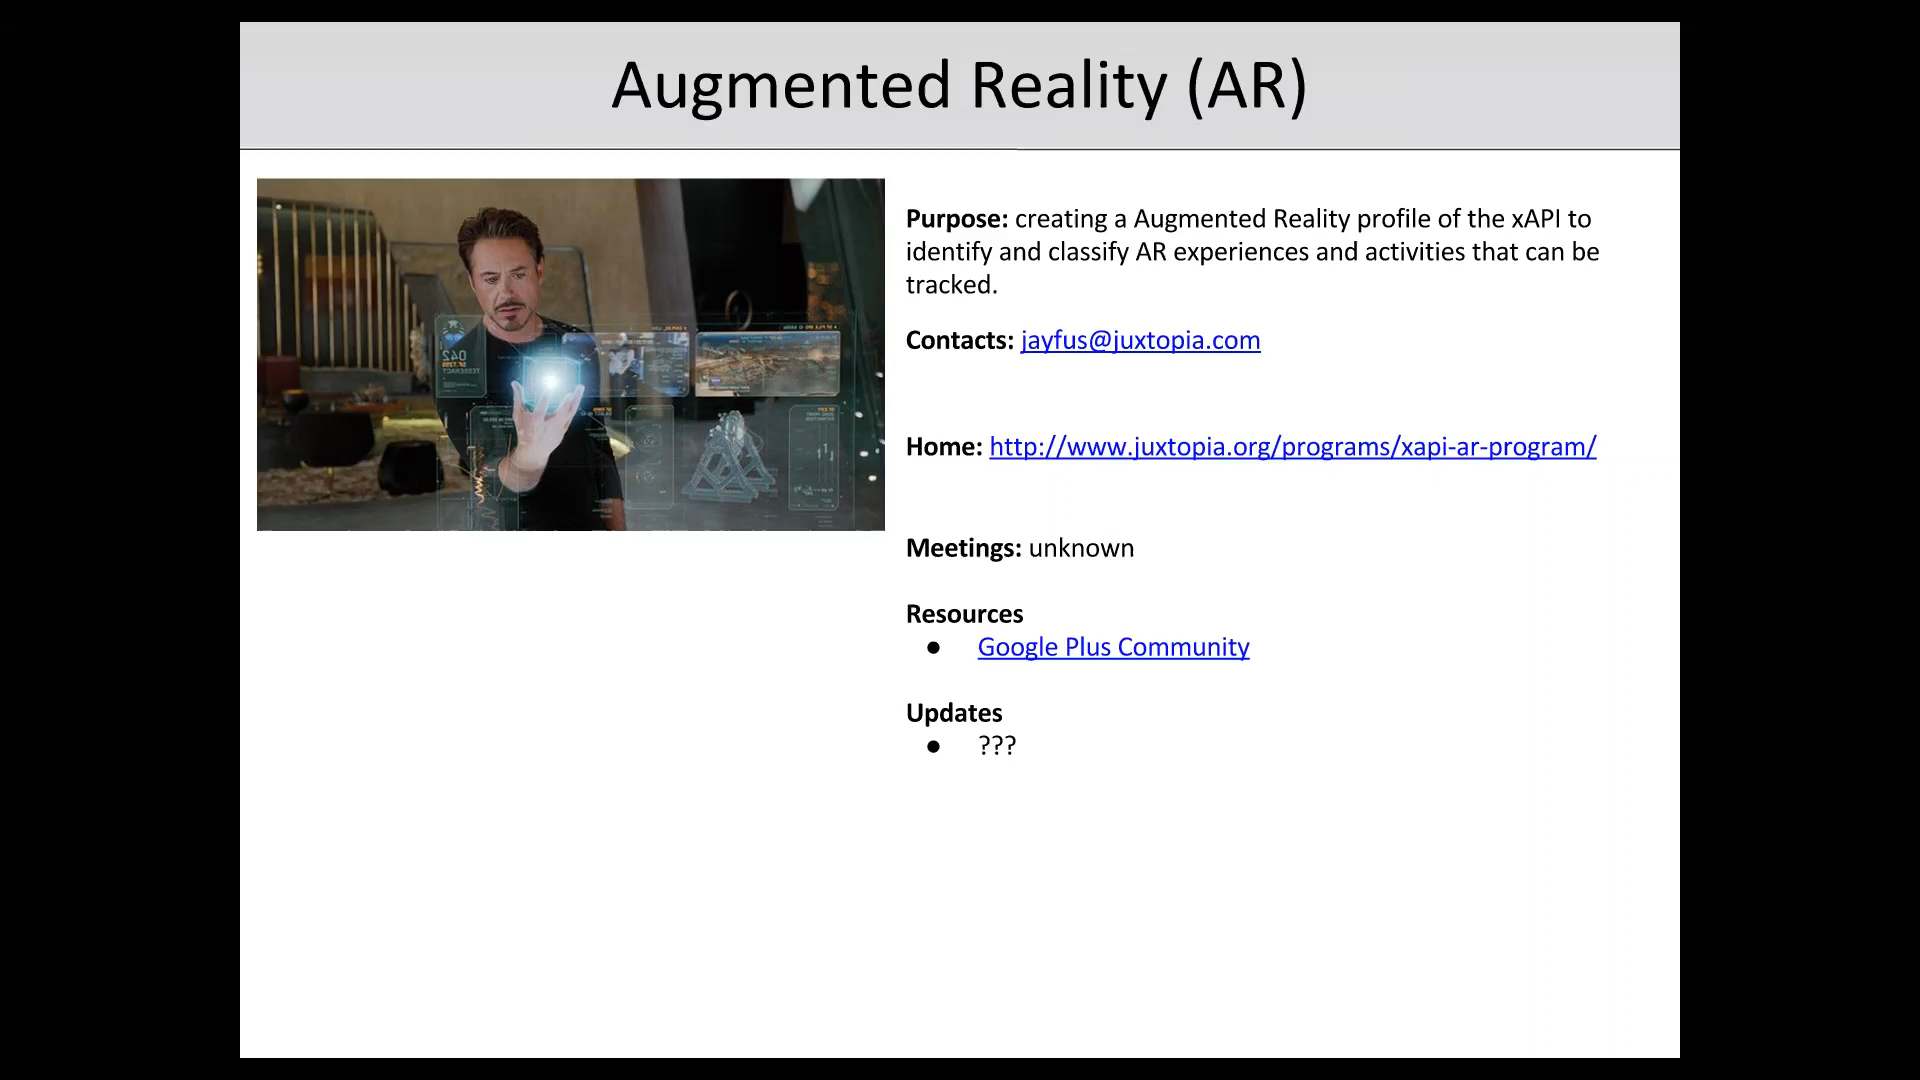 Augmented Reality (AR)
Purpose: creating a Augmented Reality profile of the xAPI to
identify and classify AR experiences and activities that can be
tracked.
Contacts: jayfus@juxtopia.com
Home: http://www.juxtopia.org/programs/xapi-ar-program/
Meetings: unknown
Resources
● Google Plus Community
Updates
● ???
042
TESSERACT